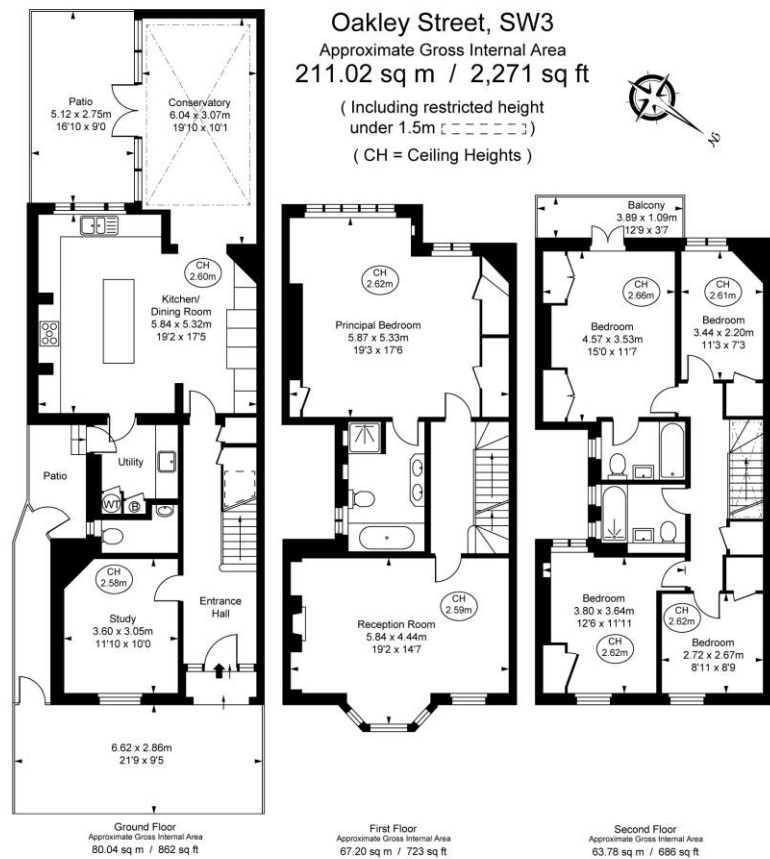 Oakley Street, SW3
Approximate Gross Internal Area
211.02 sq m / 2,271 sq ft
( Including restricted height
under 1.5m )
( CH = Ceiling Heights )
Patio
5.12 x 2.75m
16'10 x 9'0
Conservatory
6.04 x 3.07m
19'10 x 10'1
CH
2.60m
Kitchen/
Dining Room
5.84 x 5.32m
19'2 x 17'5
Utility
Patio
WT
B
CH
2.58m
Study
3.60 x 3.05m
11'10 x 10'0
Entrance
Hall
6.62 x 2.86m
21'9 x 9'5
Ground Floor
Approximate Gross Internal Area
80.04 sq m / 862 sq ft
CH
2.62m
Principal Bedroom
5.87 x 5.33m
19'3 x 17'6
Reception Room
5.84 x 4.44m
19'2 x 14'7
CH
2.59m
First Floor
Approximate Gross Internal Area
67.20 sq m / 723 sq ft
Balcony
3.89 x 1.09m
12'9 x 3'7
CH
2.66m
Bedroom
4.57 x 3.53m
15'0 x 11'7
CH
2.61m
Bedroom
3.44 x 2.20m
11'3 x 7'3
Bedroom
3.80 x 3.64m
12'6 x 11'11
CH
2.62m
CH
2.62m
Bedroom
2.72 x 2.67m
8'11 x 8'9
Second Floor
Approximate Gross Internal Area
63.78 sq m / 686 sq ft